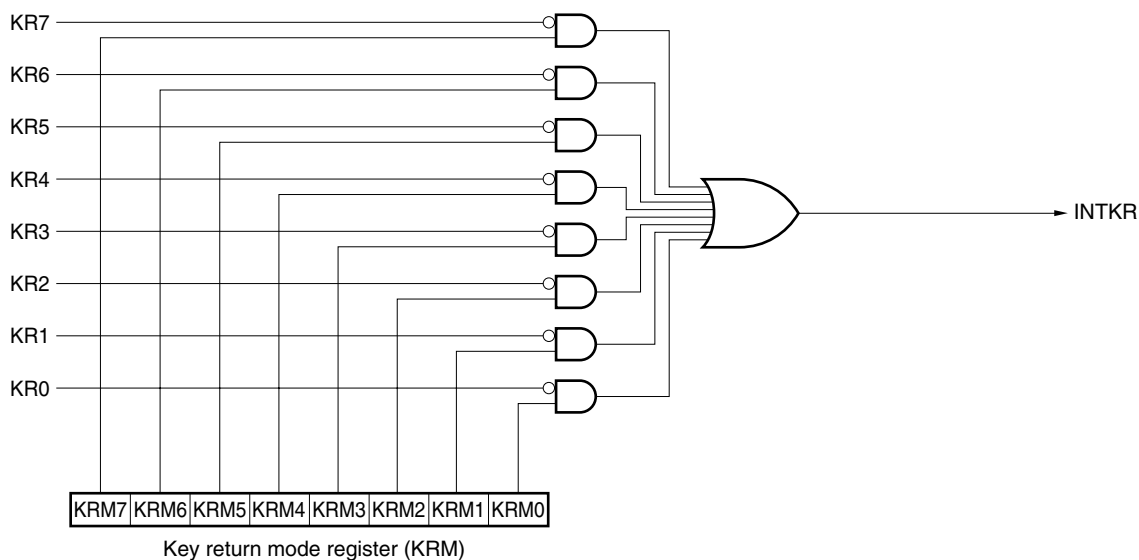 KR7
KR6
KR5
KR4
KR3
KR2
KR1
KR0
INTKR
KRM7 KRM6 KRM5 KRM4 KRM3 KRM2 KRM1 KRM0
Key return mode register (KRM)